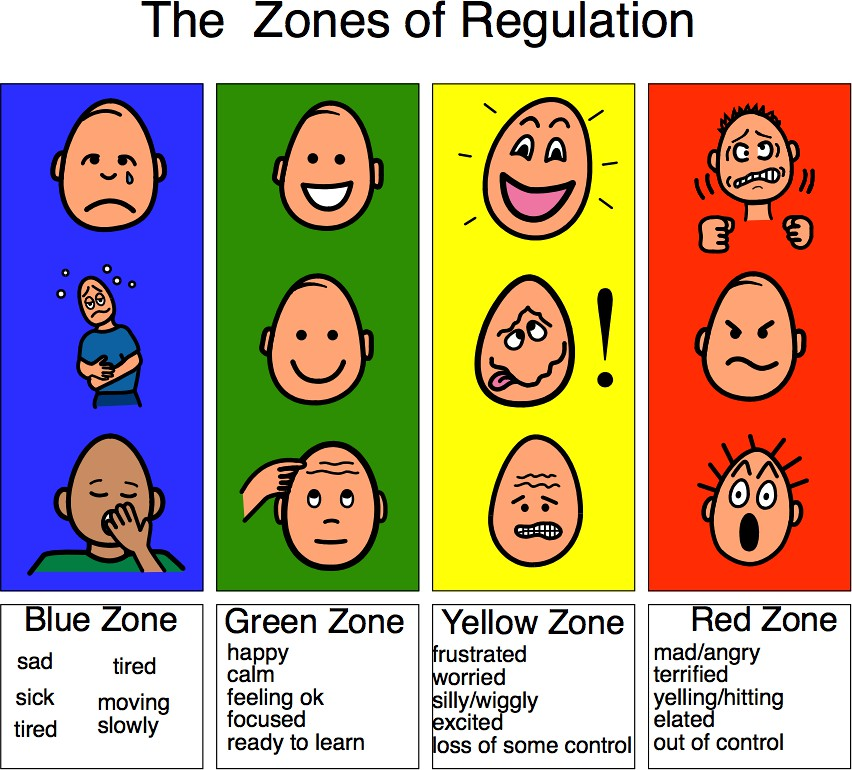 The Zones of Regulation
!
Blue Zone
sad
tired
sick
moving
slowly
tired
Green Zone
happy
calm
feeling ok
focused
ready to learn
Yellow Zone
frustrated
worried
silly/wiggly
excited
loss of some control
Red Zone
mad/angry
terrified
yelling/hitting
elated
out of control